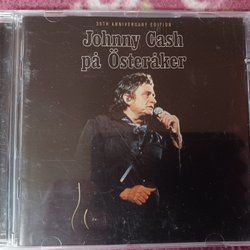 30TH ANNIVERSARY EDITION
Johnny Cash
på Österåker